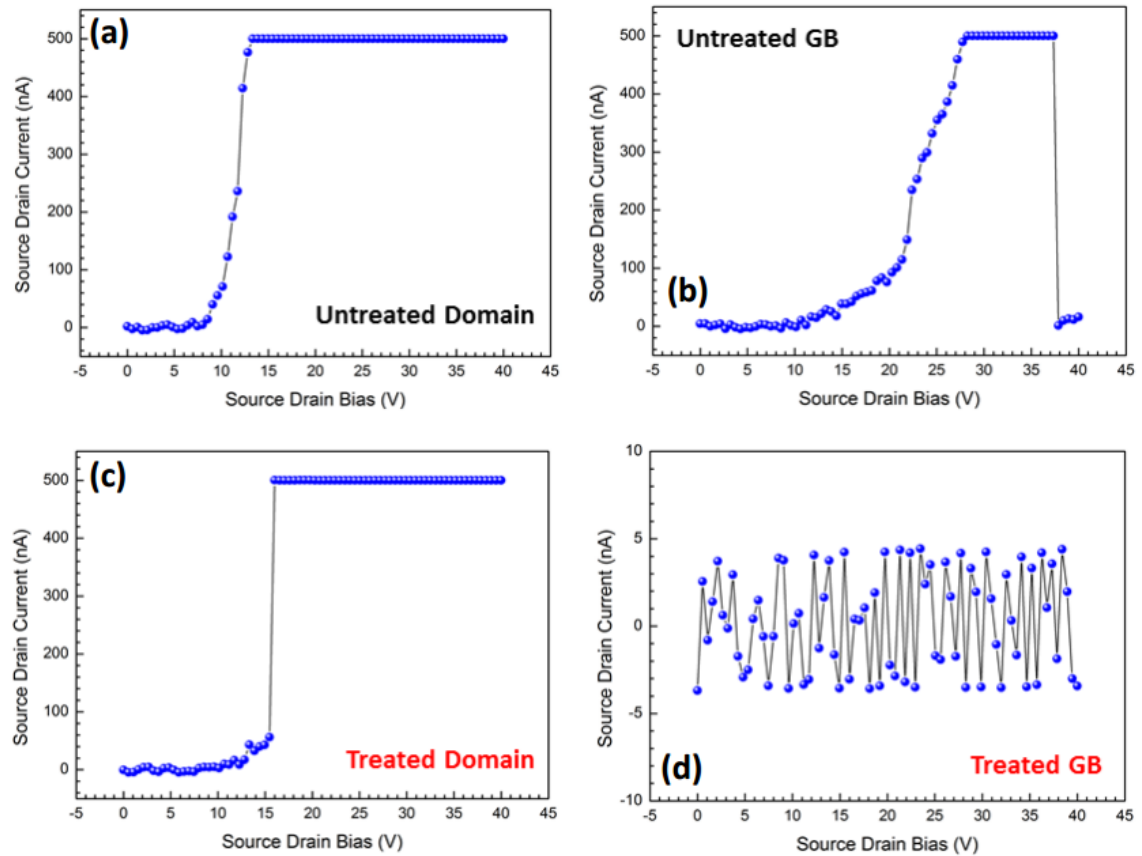 (a)
Untreated Domain
Source Drain Current (nA)
500
400
300
200
100
0
-5 0 5 10 15 20 25 30 35 40 45
Source Drain Bias (V)
(b)
Untreated GB
Source Drain Current (nA)
500
400
300
200
100
0
-5 0 5 10 15 20 25 30 35 40 45
Source Drain Bias (V)
(c)
Treated Domain
Source Drain Current (nA)
500
400
300
200
100
0
-5 0 5 10 15 20 25 30 35 40 45
Source Drain Bias (V)
(d)
Treated GB
Source Drain Current (nA)
10
5
0
-5
-10
-5 0 5 10 15 20 25 30 35 40 45
Source Drain Bias (V)